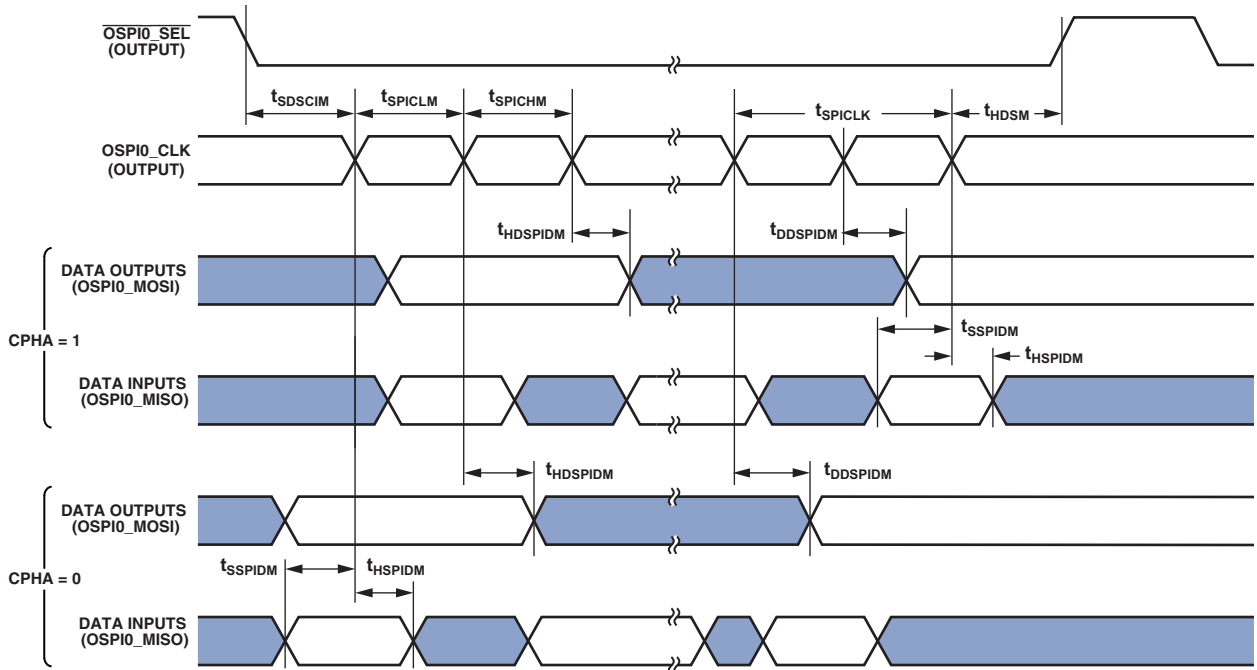 OSPI0_SEL
(OUTPUT)
tSDSCIM
tSPICLM
tSPICHM
tSPICLK
tHDSM
OSPI0_CLK
(OUTPUT)
tHDSPIDM
tDDSPIDM
DATA OUTPUTS
(OSPI0_MOSI)
CPHA = 1
tSSPIDM
tHSPIDM
DATA INPUTS
(OSPI0_MISO)
tHDSPIDM
tDDSPIDM
DATA OUTPUTS
(OSPI0_MOSI)
CPHA = 0
tSSPIDM
tHSPIDM
DATA INPUTS
(OSPI0_MISO)